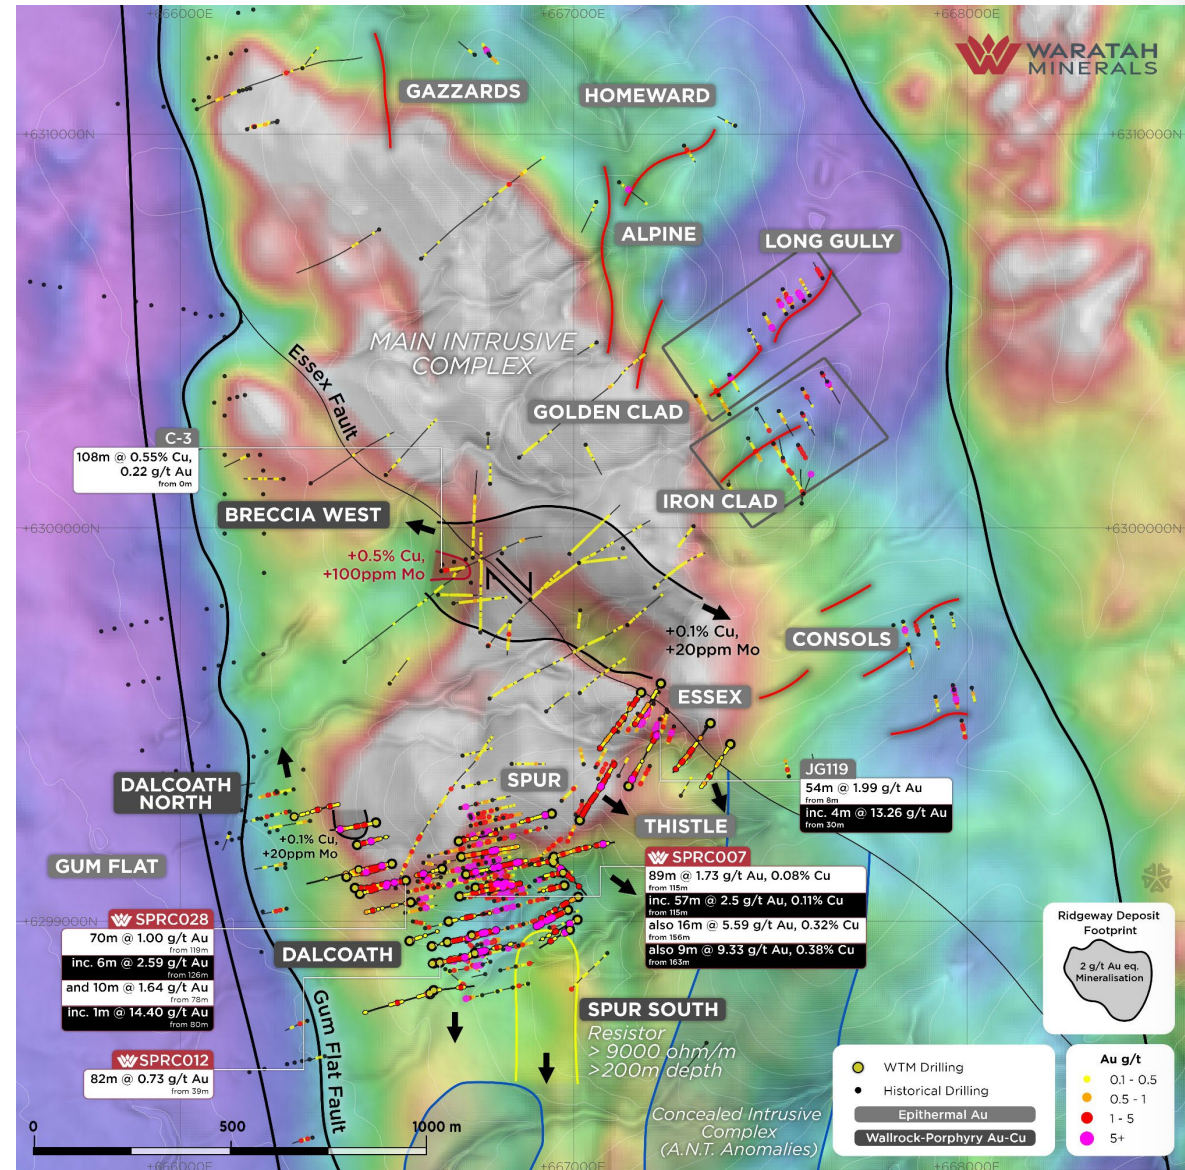 +666000E
+667000E
+668000E
WARATAH
MINERALS
GAZZARDS
HOMEWARD
+6310000N
+6310000N
ALPINE
LONG GULLY
MAIN INTRUSIVE
COMPLEX
Essex Fault
GOLDEN CLAD
C-3
108m @ 0.55% Cu,
0.22 g/t Au
from 0m
IRON CLAD
BRECCIA WEST
+6300000N
+6300000N
+0.5% Cu,
+100ppm Mo
+0.1% Cu,
+20ppm Mo
CONSOLS
ESSEX
DALCOATH
NORTH
SPUR
JG119
54m @ 1.99 g/t Au
from 8m
inc. 4m @ 13.26 g/t Au
from 30m
THISTLE
+0.1% Cu,
+20ppm Mo
GUM FLAT
SPRC007
89m @ 1.73 g/t Au, 0.08% Cu
from 115m
inc. 57m @ 2.5 g/t Au, 0.11% Cu
from 115m
also 16m @ 5.59 g/t Au, 0.32% Cu
from 156m
also 9m @ 9.33 g/t Au, 0.38% Cu
from 163m
+6299000N
SPRC028
70m @ 1.00 g/t Au
from 119m
inc. 6m @ 2.59 g/t Au
from 126m
and 10m @ 1.64 g/t Au
from 78m
inc. 1m @ 14.40 g/t Au
from 80m
DALCOATH
Ridgeway Deposit
Footprint
2 g/t Au eq.
Mineralisation
Gum Flat Fault
SPUR SOUTH
Resistor
> 9000 ohm/m
>200m depth
SPRC012
82m @ 0.73 g/t Au
from 39m
WTM Drilling
Historical Drilling
Epithermal Au
Wallrock-Porphyry Au-Cu
Au g/t
0.1 - 0.5
0.5 - 1
1 - 5
5+
Concealed Intrusive
Complex
(A.N.T. Anomalies)
0
500
1000 m
+666000E
+667000E
+668000E